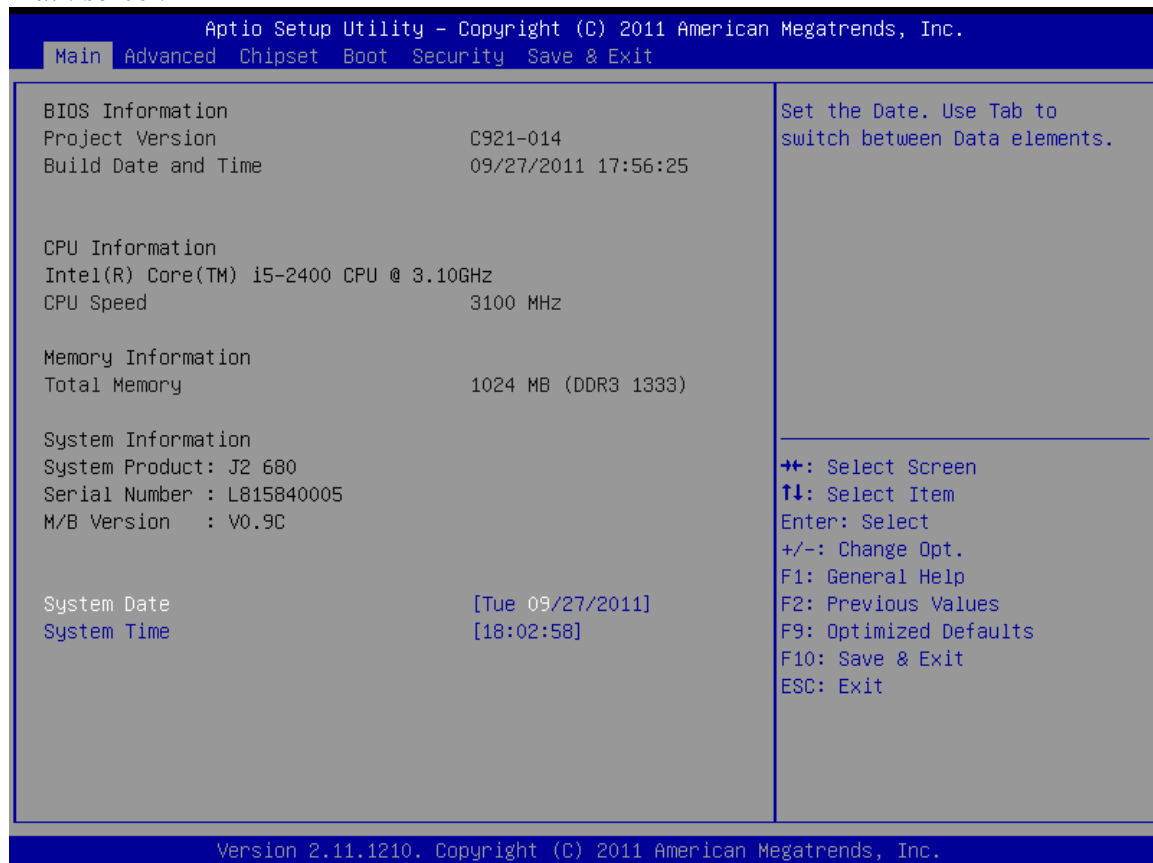 Aptio Setup Utility – Copyright (C) 2011 American Megatrends, Inc.
Main Advanced Chipset Boot Security Save & Exit
BIOS Information
Project Version C921-014
Build Date and Time 09/27/2011 17:56:25
CPU Information
Intel(R) Core(TM) i5-2400 CPU @ 3.10GHz
CPU Speed 3100 MHz
Memory Information
Total Memory 1024 MB (DDR3 1333)
System Information
System Product: J2 680
Serial Number : L815840005
M/B Version : V0.9C
System Date [Tue 09/27/2011]
System Time [18:02:58]
Set the Date. Use Tab to
switch between Data elements.
→←: Select Screen
↑↓: Select Item
Enter: Select
+/-: Change Opt.
F1: General Help
F2: Previous Values
F9: Optimized Defaults
F10: Save & Exit
ESC: Exit
Version 2.11.1210. Copyright (C) 2011 American Megatrends, Inc.